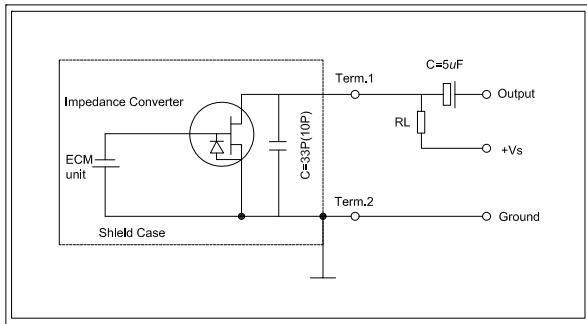 C=5uF
Term.1
Output
Impedance Converter
C=33P(10P)
RL
+Vs
ECM
unit
Term.2
Ground
Shield Case